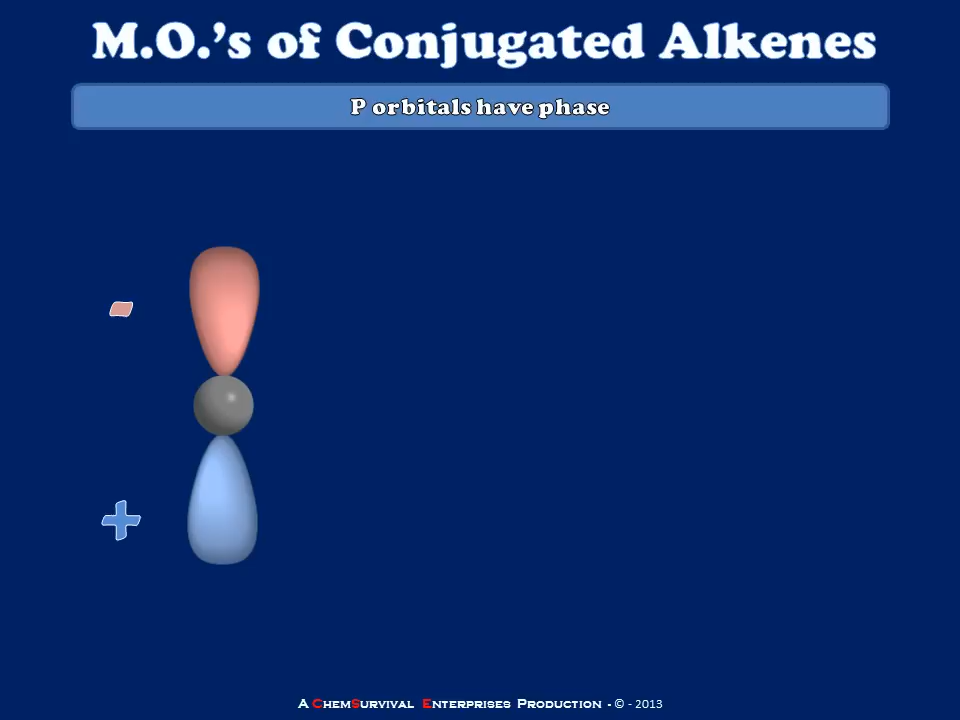 M.O.'s of Conjugated Alkenes
P orbitals have phase
-
+
A ChemSurvival Enterprises Production - © - 2013